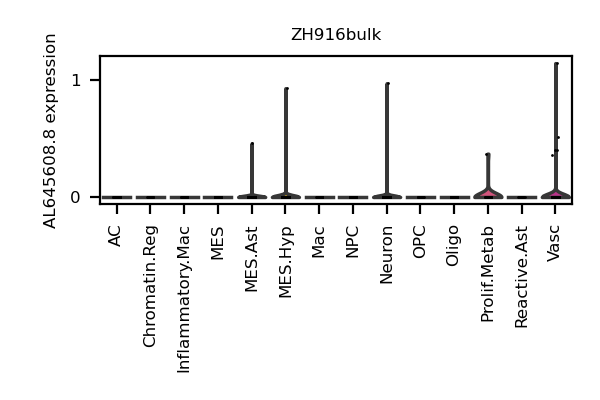 ZH916bulk
AL645608.8 expression
1
0
AC
Chromatin.Reg
Inflammatory.Mac
MES
MES.Ast
MES.Hyp
Mac
NPC
Neuron
OPC
Oligo
Prolif.Metab
Reactive.Ast
Vasc